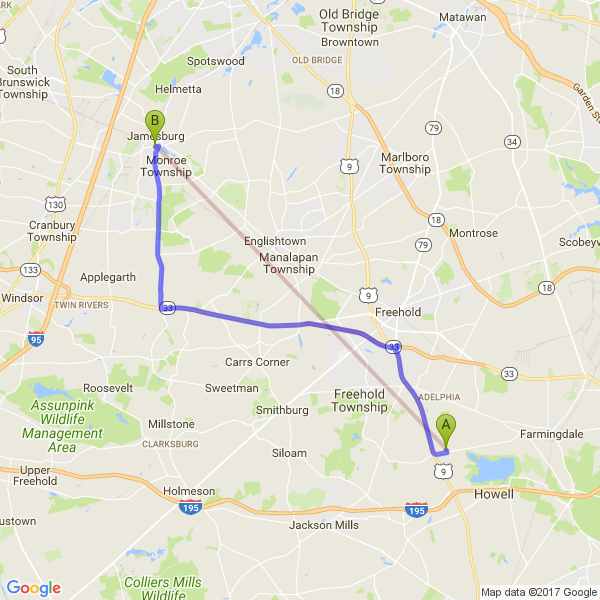 Old Bridge
Township
Browntown
Matawan
PARK
Spotswood
South
Brunswick
Township
OLD BRIDGE
Helmetta
18
Garden St
B
Jamesburg
79
34
Monroe
Township
9
Marlboro
Township
130
Cranbury
Township
18
Montrose
Englishtown
79
Scobeyv
Manalapan
Township
133
Applegarth
18
Windsor
TWIN RIVERS
9
33
Freehold
95
33
Carrs Corner
33
Roosevelt
Sweetman
Freehold
Township
ADELPHIA
Assunpink
Wildlife
Management
Area
Smithburg
A
Millstone
Farmingdale
CLARKSBURG
Siloam
9
Upper
Freehold
Holmeson
Howell
195
195
Jackson Mills
ustown
Colliers Mills
Wildlife
Google
Map data ©2017 Google